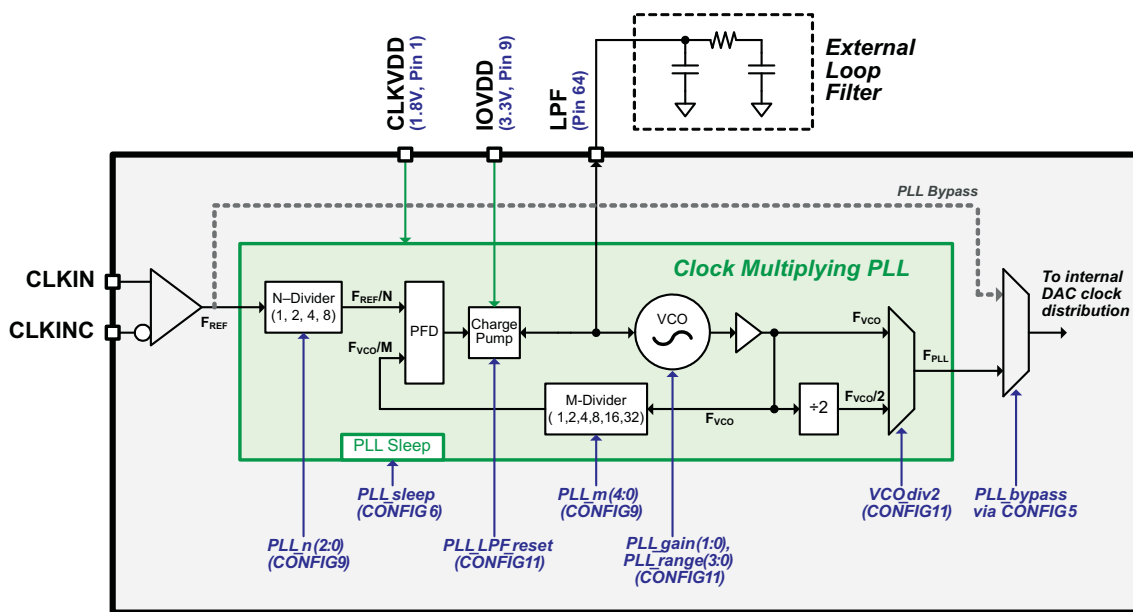 External
Loop
Filter
CLKVDD
(1.8V, Pin 1)
IOVDD
(3.3V, Pin 9)
LPF
(Pin 64)
PLL Bypass
Clock Multiplying PLL
CLKIN
CLKINC
FREF
N–Divider
(1, 2, 4, 8)
FREF/N
FVCO/M
PFD
Charge
Pump
VCO
FVCO
FPLL
To internal
DAC clock
distribution
M-Divider
( 1,2,4,8,16,32)
FVCO
÷2
FVCO/2
PLL Sleep
PLL_sleep
(CONFIG6)
PLL_m(4:0)
(CONFIG9)
VCO_div2
(CONFIG11)
PLL_bypass
via CONFIG5
PLL_n(2:0)
(CONFIG9)
PLL_LPF_reset
(CONFIG11)
PLL_gain(1:0),
PLL_range(3:0)
(CONFIG11)